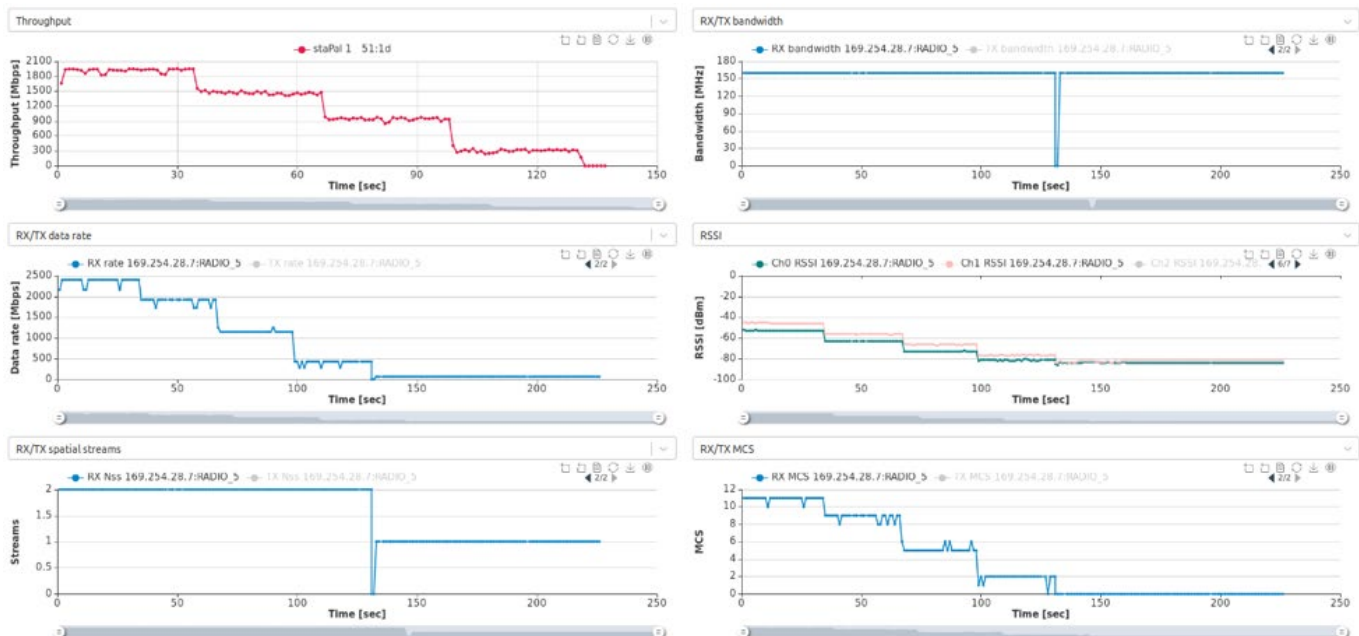 Throughput
staPal 1 51:1d
Throughput [Mbps]
2100
1800
1500
1200
900
600
300
0
0 30 60 90 120 150
Time [sec]
RX/TX bandwidth
RX bandwidth 169.254.28.7:RADIO_5 TX bandwidth 169.254.28.7:RADIO_5
2/2
Bandwidth [MHz]
180
150
120
90
60
30
0
0 50 100 150 200 250
Time [sec]
RX/TX data rate
RX rate 169.254.28.7:RADIO_5 TX rate 169.254.28.7:RADIO_5
2/2
Data rate [Mbps]
2500
2000
1500
1000
500
0
0 50 100 150 200 250
Time [sec]
RSSI
Ch0 RSSI 169.254.28.7:RADIO_5 Ch1 RSSI 169.254.28.7:RADIO_5 Ch2 RSSI 169.254.28.
6/7
RSSI [dBm]
0
-20
-40
-60
-80
-100
0 50 100 150 200 250
Time [sec]
RX/TX spatial streams
RX Nss 169.254.28.7:RADIO_5 TX Nss 169.254.28.7:RADIO_5
2/2
Streams
2
1.5
1
0.5
0
0 50 100 150 200 250
Time [sec]
RX/TX MCS
RX MCS 169.254.28.7:RADIO_5 TX MCS 169.254.28.7:RADIO_5
2/2
MCS
12
10
8
6
4
2
0
0 50 100 150 200 250
Time [sec]